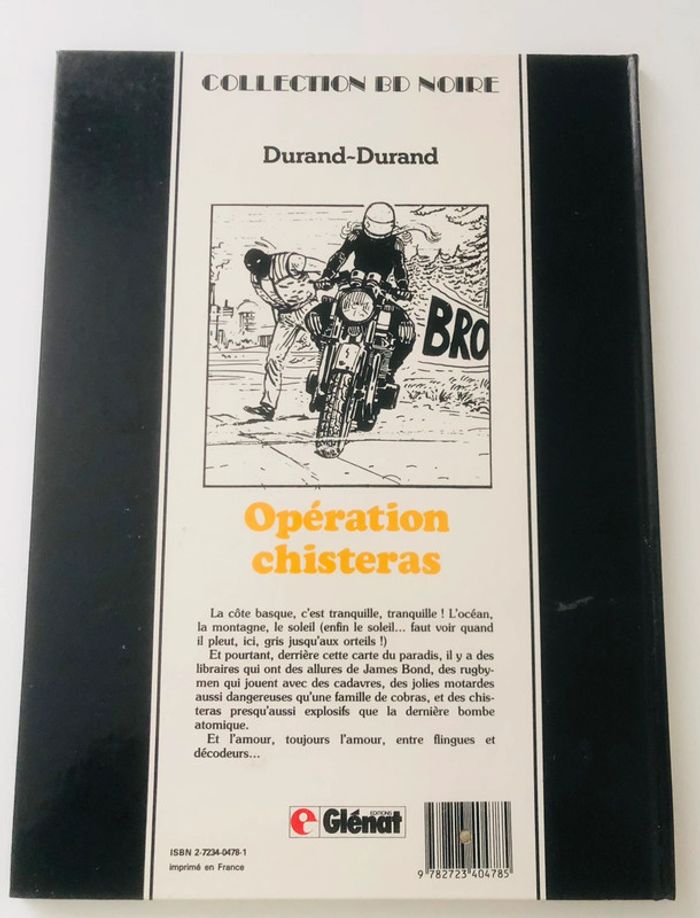 COLLECTION BD NOIRE
Durand-Durand
BRO
Opération
chisteras
La côte basque, c'est tranquille, tranquille ! L'océan,
la montagne, le soleil (enfin le soleil... faut voir quand
il pleut, ici, gris jusqu'aux orteils !)
Et pourtant, derrière cette carte du paradis, il y a des
libraires qui ont des allures de James Bond, des rugby-
men qui jouent avec des cadavres, des jolies motardes
aussi dangereuses qu'une famille de cobras, et des chis-
teras presqu'aussi explosifs que la dernière bombe
atomique.
Et l'amour, toujours l'amour, entre flingues et
décodeurs...
EDITIONS
Glénat
ISBN 2-7234-0478-1
imprimé en France
9 782723 404785